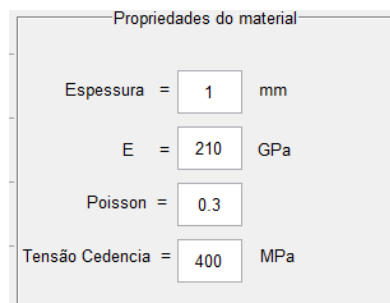 Propriedades do material
Espessura = 1 mm
E = 210 GPa
Poisson = 0.3
Tensão Cedencia = 400 MPa